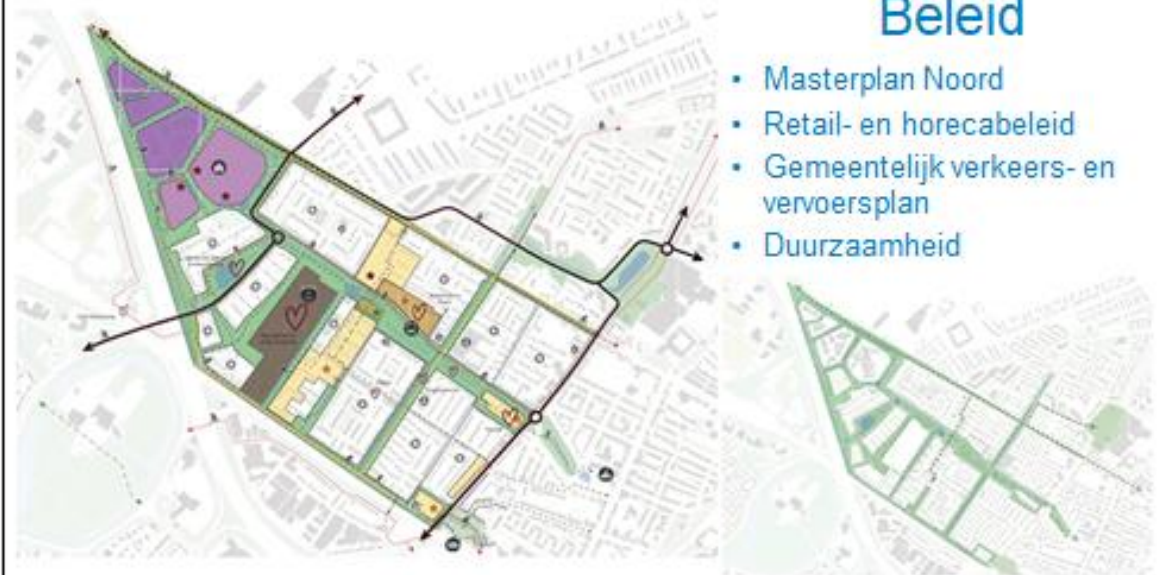 Beleid
• Masterplan Noord
• Retail- en horecabeleid
• Gemeentelijk verkeers- en
vervoersplan
• Duurzaamheid